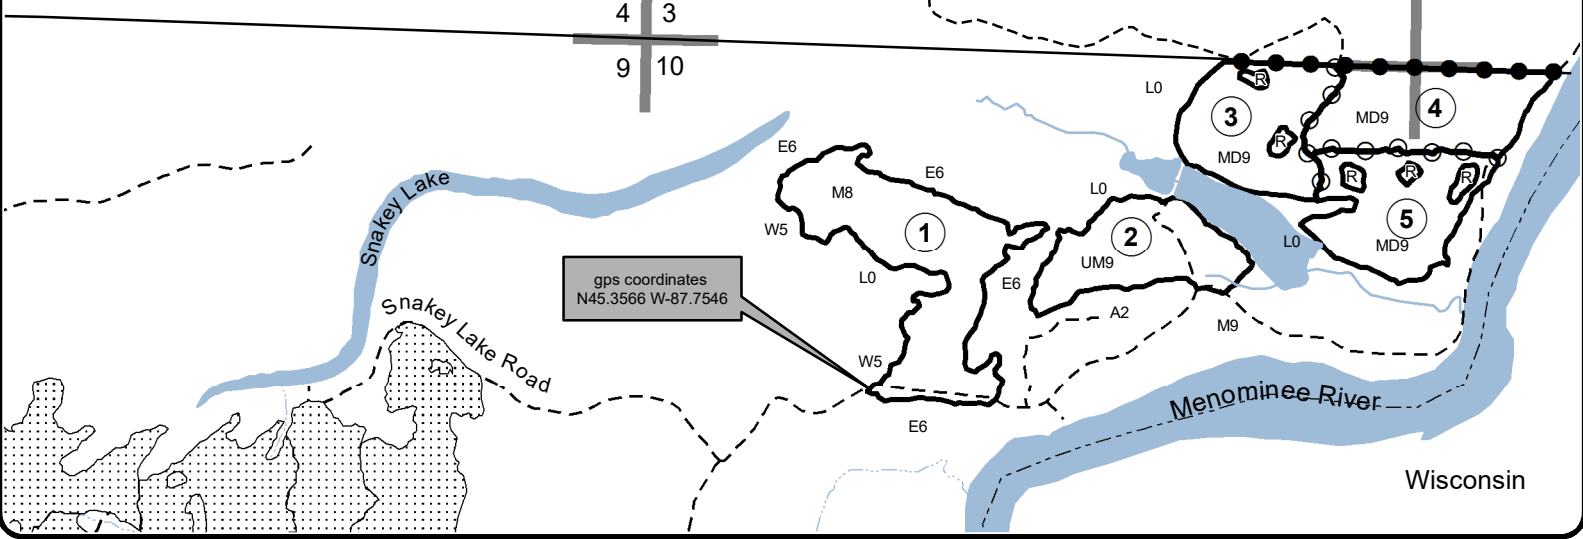 4 3
9 10
L0
R
3
MD9
4
R
MD9
E6
E6
M8
L0
R
R
R
Snakey Lake
W5
1
2
5
L0
MD9
UM9
L0
E6
gps coordinates
N45.3566 W-87.7546
Snakey Lake Road
A2
M9
W5
Menominee River
E6
Wisconsin